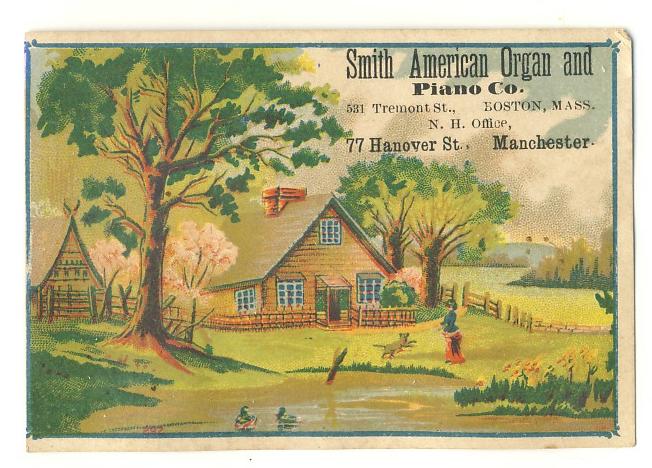 Smith American Organ and
Piano Co.
531 Tremont St., BOSTON, MASS.
N. H. Office,
77 Hanover St., Manchester.